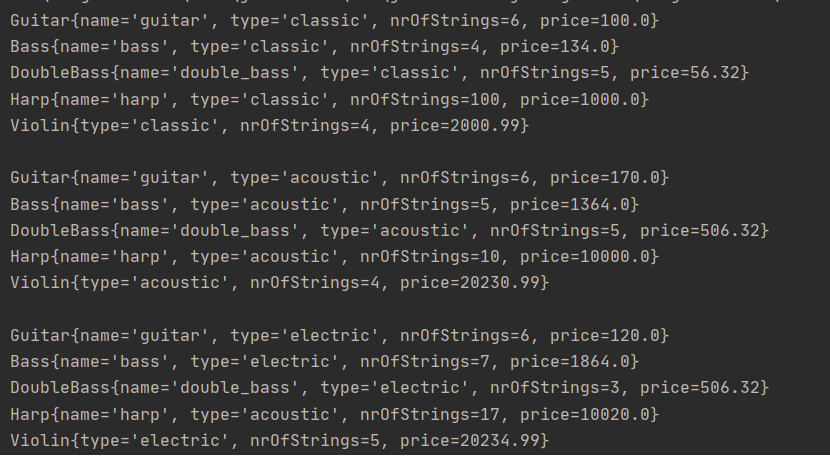 Guitar{name='guitar', type='classic', nrOfStrings=6, price=100.0}
Bass{name='bass', type='classic', nrOfStrings=4, price=134.0}
DoubleBass{name='double_bass', type='classic', nrOfStrings=5, price=56.32}
Harp{name='harp', type='classic', nrOfStrings=100, price=1000.0}
Violin{type='classic', nrOfStrings=4, price=2000.99}

Guitar{name='guitar', type='acoustic', nrOfStrings=6, price=170.0}
Bass{name='bass', type='acoustic', nrOfStrings=5, price=1364.0}
DoubleBass{name='double_bass', type='acoustic', nrOfStrings=5, price=506.32}
Harp{name='harp', type='acoustic', nrOfStrings=10, price=10000.0}
Violin{type='acoustic', nrOfStrings=4, price=20230.99}

Guitar{name='guitar', type='electric', nrOfStrings=6, price=120.0}
Bass{name='bass', type='electric', nrOfStrings=7, price=1864.0}
DoubleBass{name='double_bass', type='electric', nrOfStrings=3, price=506.32}
Harp{name='harp', type='acoustic', nrOfStrings=17, price=10020.0}
Violin{type='electric', nrOfStrings=5, price=20234.99}